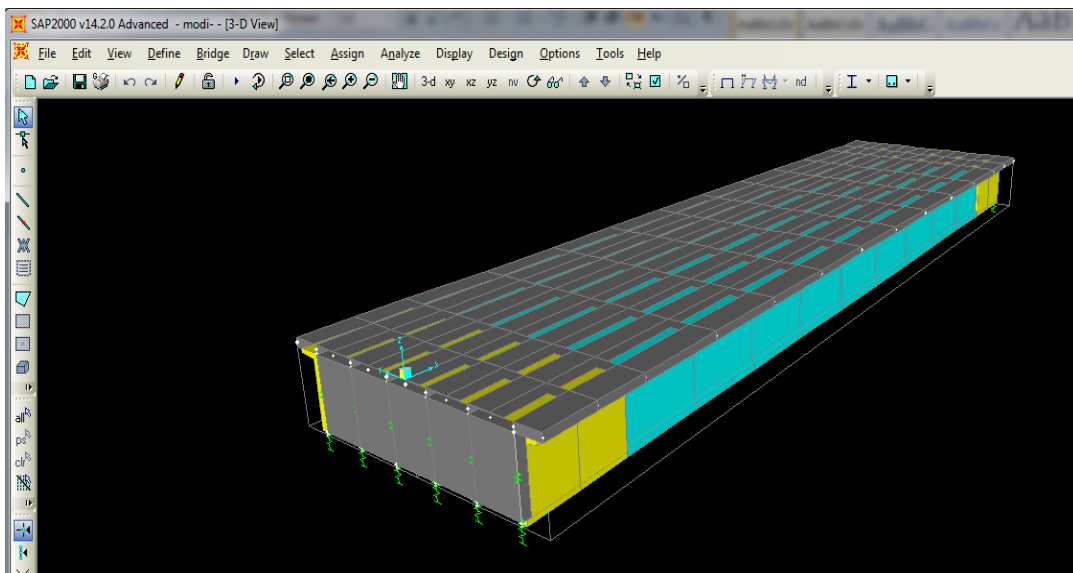 SAP2000 v14.2.0 Advanced - modi- - [3-D View]
File Edit View Define Bridge Draw Select Assign Analyze Display Design Options Tools Help
3-d xy xz yz nv nd
all
ps
clr
Z
X